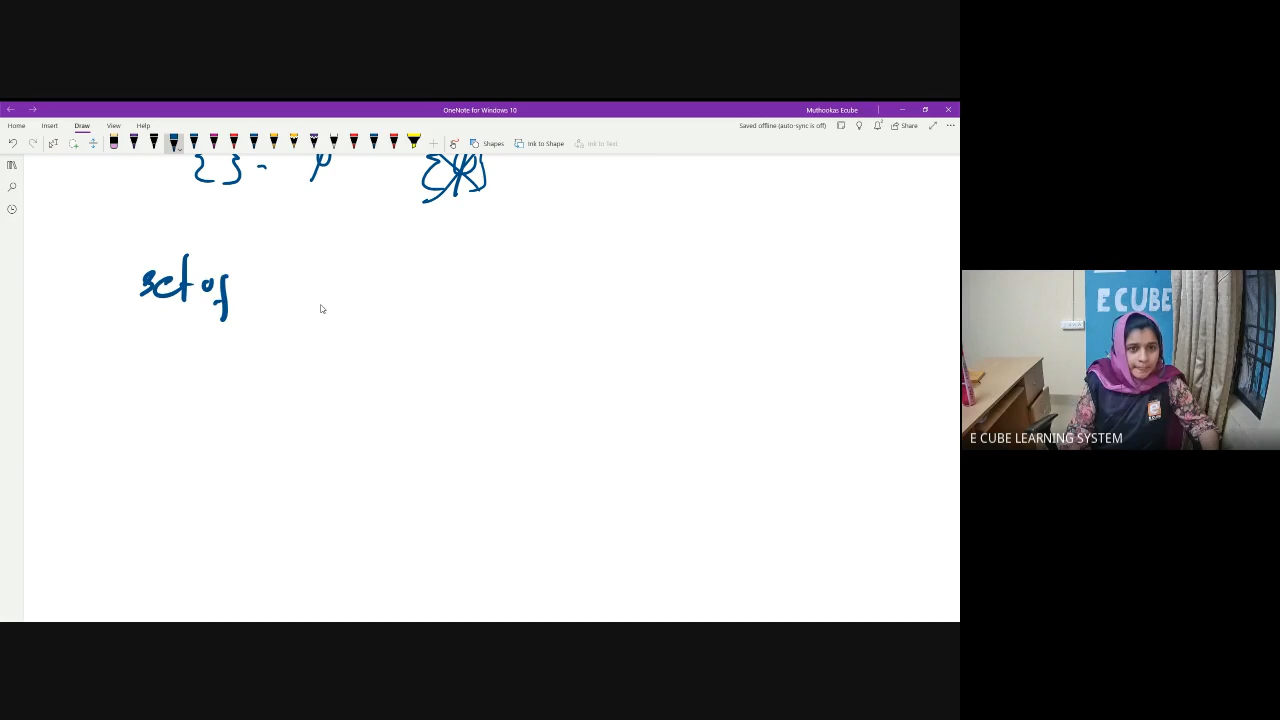 OneNote for Windows 10
Muthookas Ecube
Home Insert Draw View Help
Saved offline (auto-sync is off)
Share
Shapes
Ink to Shape
Ink to Text
{ } -
set of
ECUBE
E CUBE
E CUBE LEARNING SYSTEM